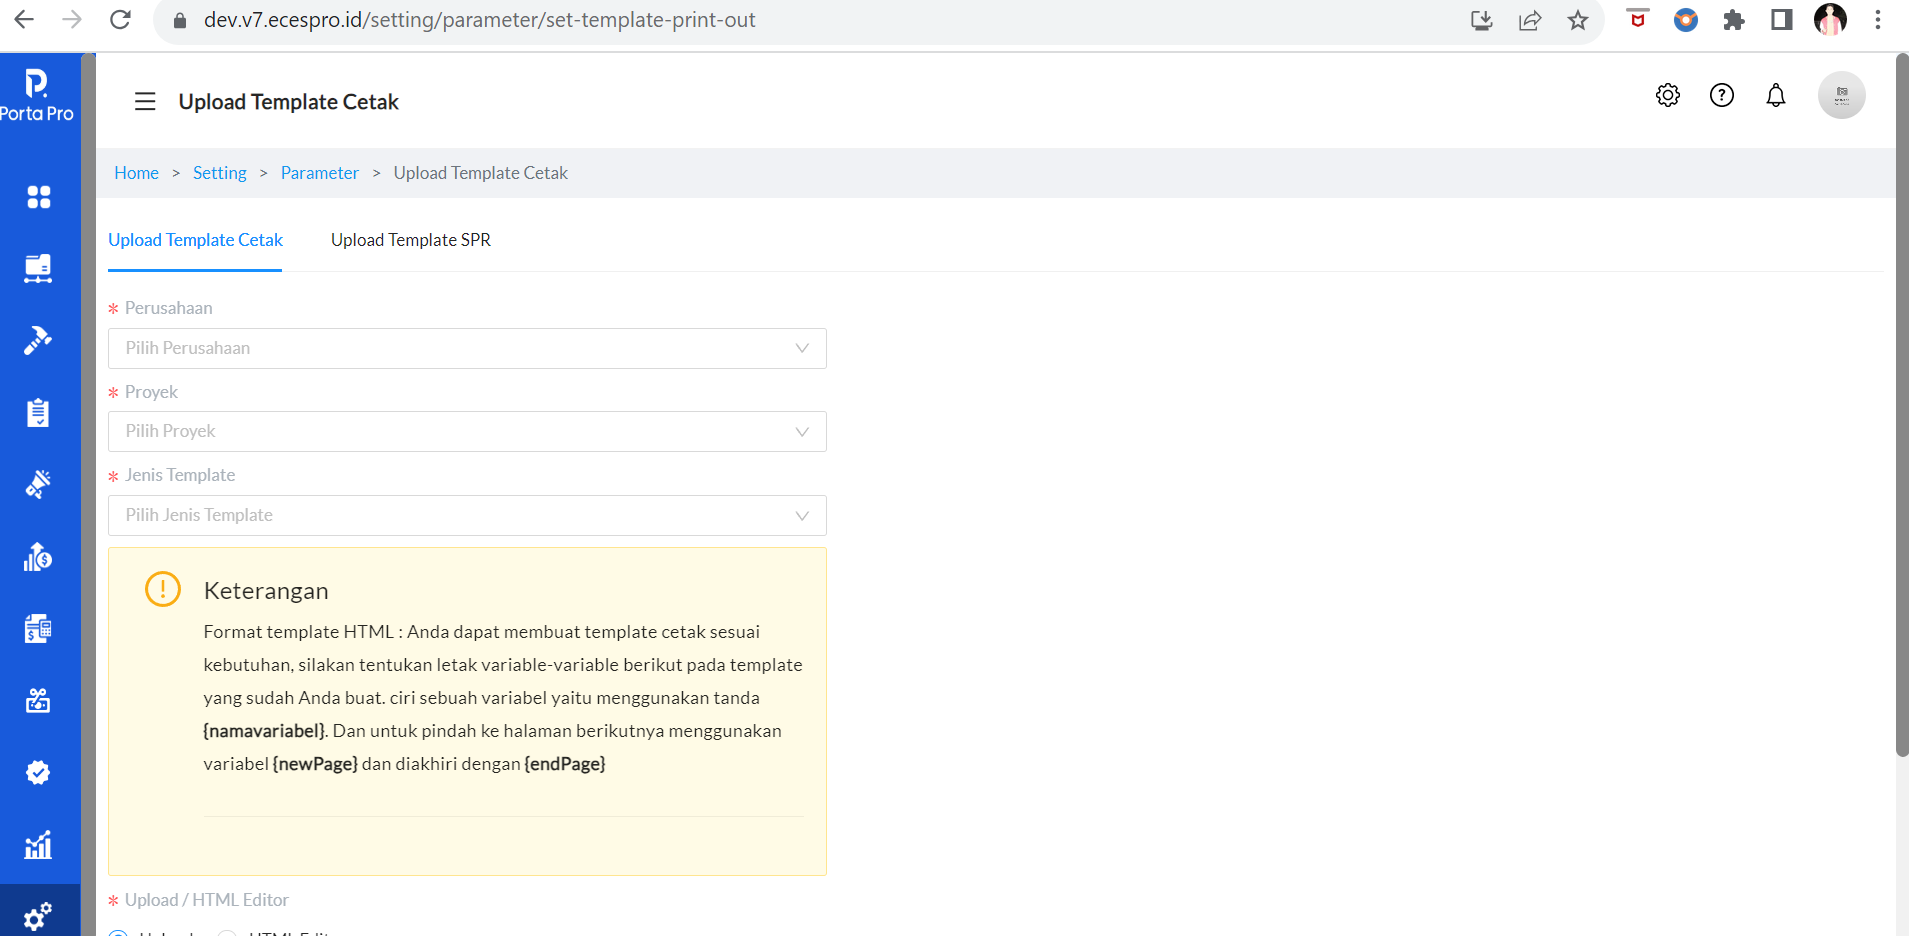 dev.v7.ecespro.id/setting/parameter/set-template-print-out
Porta Pro
Upload Template Cetak
Home > Setting > Parameter > Upload Template Cetak
Upload Template Cetak
Upload Template SPR
* Perusahaan
Pilih Perusahaan
* Proyek
Pilih Proyek
* Jenis Template
Pilih Jenis Template
Keterangan
Format template HTML : Anda dapat membuat template cetak sesuai
kebutuhan, silakan tentukan letak variable-variable berikut pada template
yang sudah Anda buat. ciri sebuah variabel yaitu menggunakan tanda
{namavariabel}. Dan untuk pindah ke halaman berikutnya menggunakan
variabel {newPage} dan diakhiri dengan {endPage}
* Upload / HTML Editor